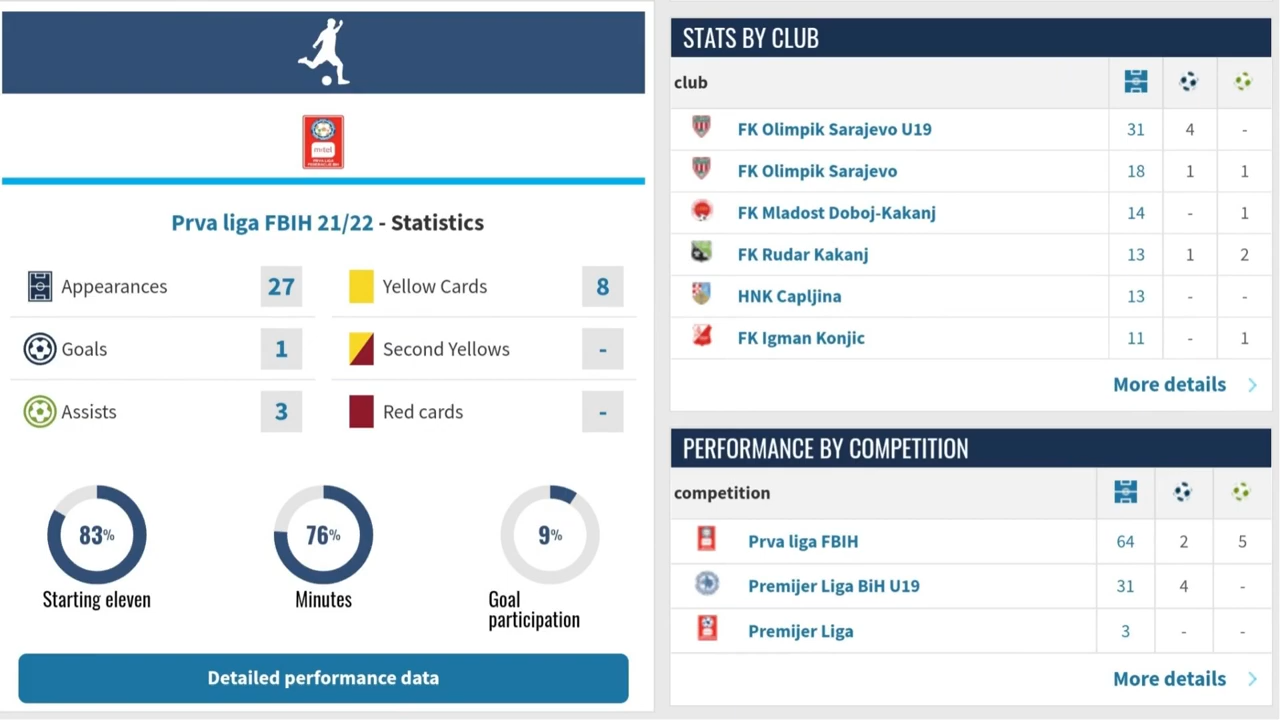 m:tel
Prva liga FBIH 21/22 - Statistics
Appearances 27 Yellow Cards 8
Goals 1 Second Yellows -
Assists 3 Red cards -
83% 76% 9%
Starting eleven Minutes Goal
participation
Detailed performance data
STATS BY CLUB
club
FK Olimpik Sarajevo U19 31 4 -
FK Olimpik Sarajevo 18 1 1
FK Mladost Doboj-Kakanj 14 - 1
FK Rudar Kakanj 13 1 2
HNK Capljina 13 - -
FK Igman Konjic 11 - 1
More details
PERFORMANCE BY COMPETITION
competition
Prva liga FBIH 64 2 5
Premijer Liga BiH U19 31 4 -
Premijer Liga 3 - -
More details